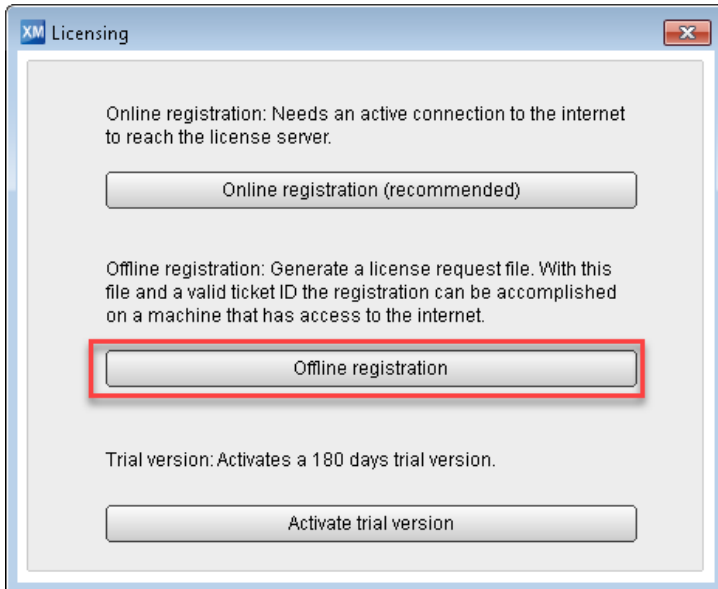 XM Licensing
Online registration: Needs an active connection to the internet
to reach the license server.
Online registration (recommended)
Offline registration: Generate a license request file. With this
file and a valid ticket ID the registration can be accomplished
on a machine that has access to the internet.
Offline registration
Trial version: Activates a 180 days trial version.
Activate trial version